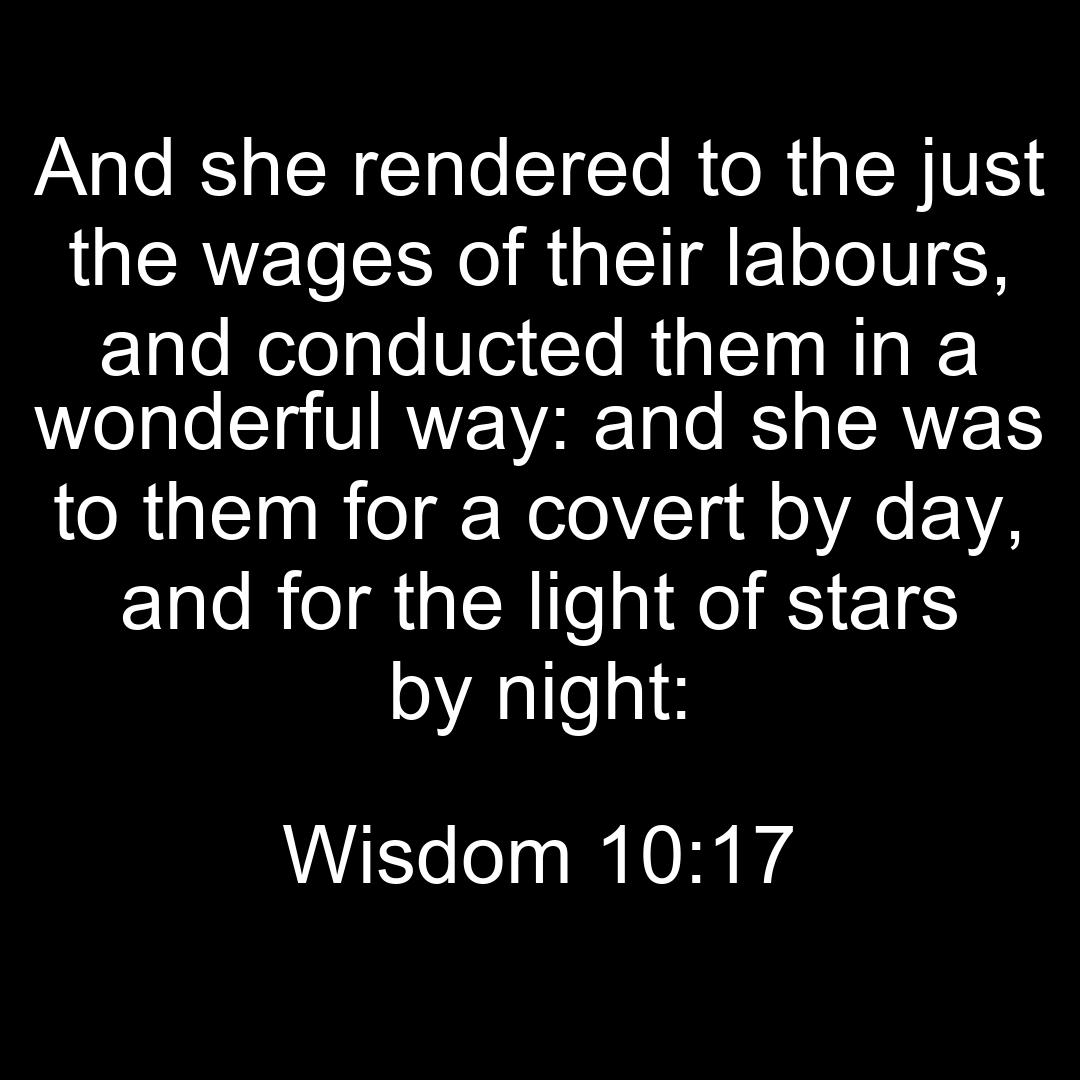 And she rendered to the just
the wages of their labours,
and conducted them in a
wonderful way: and she was
to them for a covert by day,
and for the light of stars
by night:
Wisdom 10:17